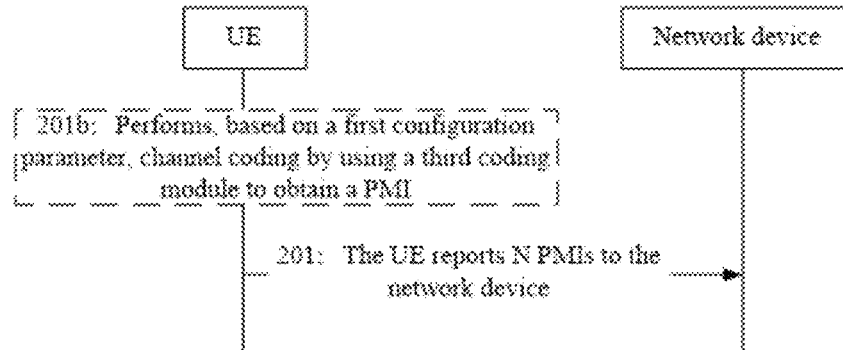 UE
Network device
201b: Performs, based on a first configuration
parameter, channel coding by using a third coding
module to obtain a PMI
201: The UE reports N PMIs to the
network device